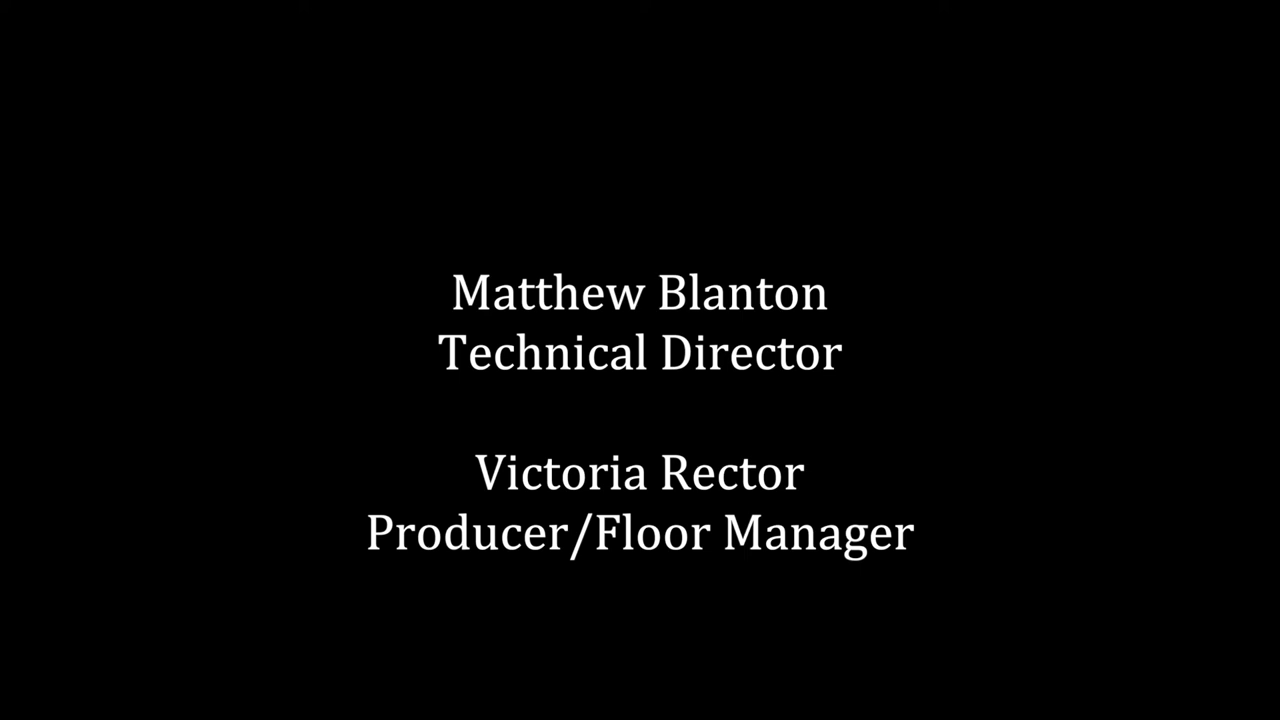 Matthew Blanton
Technical Director
Victoria Rector
Producer/Floor Manager